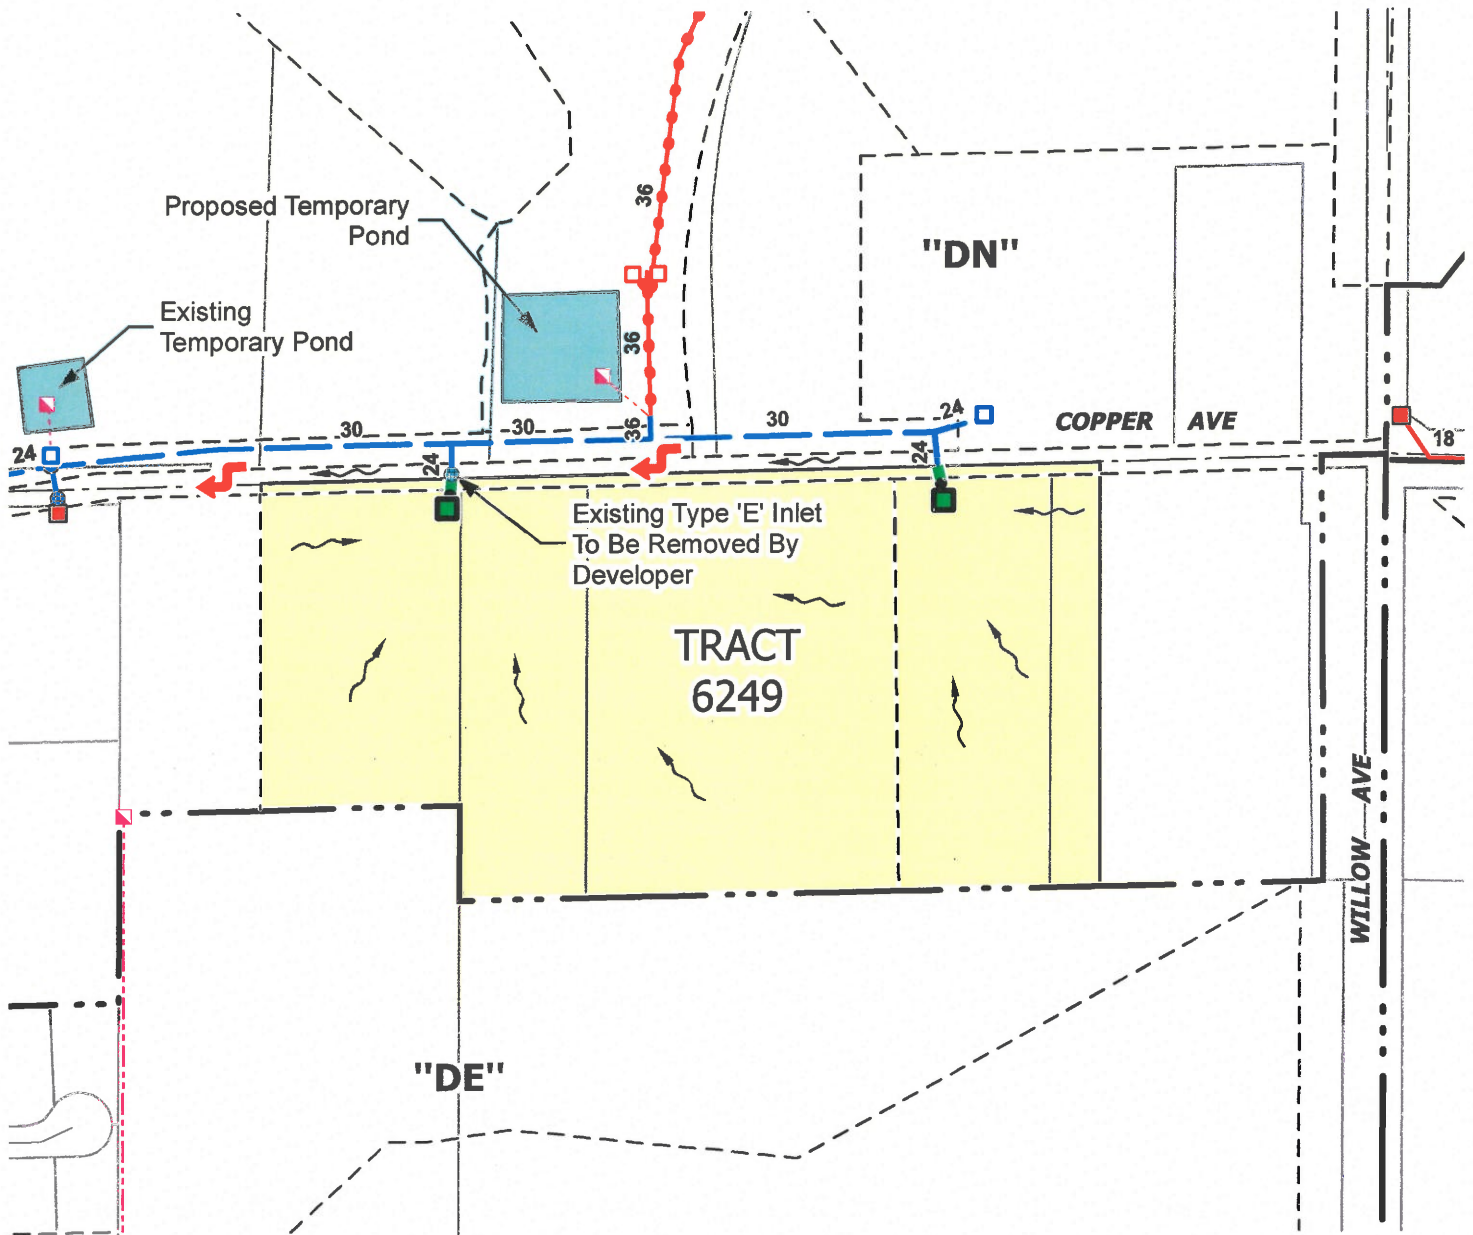 36
Proposed Temporary
Pond
"DN"
Existing
Temporary Pond
36
24
30
30
36
30
24
COPPER AVE
18
24
24
Existing Type 'E' Inlet
To Be Removed By
Developer
TRACT
6249
WILLOW AVE
"DE"